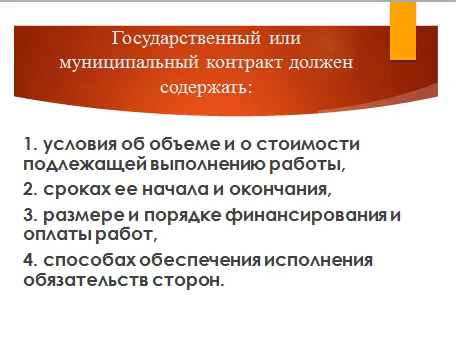 Государственный или
муниципальный контракт должен
содержать:
1. условия об объеме и о стоимости
подлежащей выполнению работы,
2. сроках ее начала и окончания,
3. размере и порядке финансирования и
оплаты работ,
4. способах обеспечения исполнения
обязательств сторон.